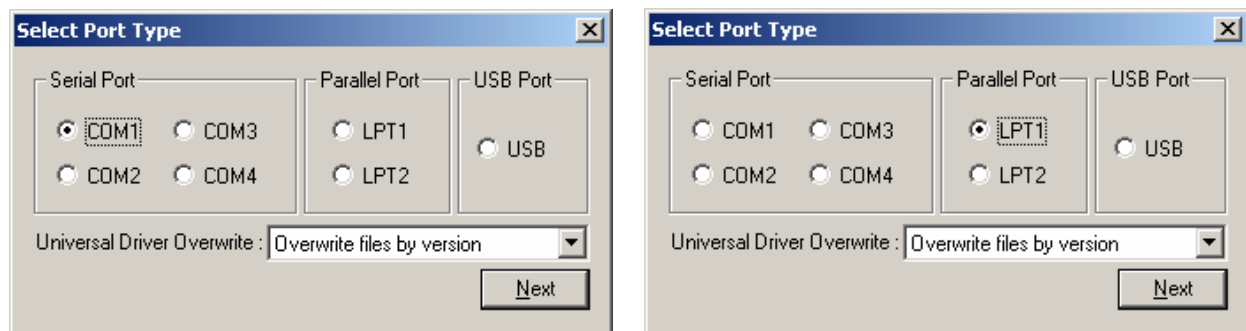 Select Port Type
Serial Port Parallel Port USB Port
COM1 COM3 LPT1
USB
COM2 COM4 LPT2
Universal Driver Overwrite : Overwrite files by version
Next
Select Port Type
Serial Port Parallel Port USB Port
COM1 COM3 LPT1
USB
COM2 COM4 LPT2
Universal Driver Overwrite : Overwrite files by version
Next